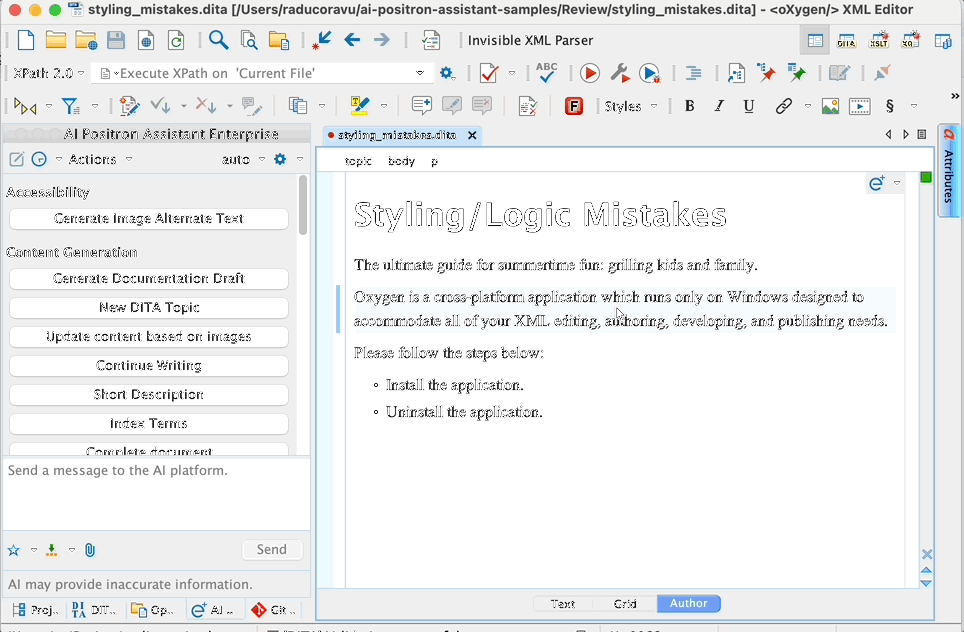 styling_mistakes.dita [/Users/raducoravu/ai-positron-assistant-samples/Review/styling_mistakes.dita] - <oXygen/> XML Editor
Invisible XML Parser
DITA XSLT XQ
XPath 2.0 Execute XPath on 'Current File'
ABC
F Styles B I U §
AI Positron Assistant Enterprise
styling_mistakes.dita
Actions auto
topic body p
Attributes
Accessibility
Generate Image Alternate Text
Content Generation
Generate Documentation Draft
New DITA Topic
Update content based on images
Continue Writing
Short Description
Index Terms
Complete document
Styling/Logic Mistakes
The ultimate guide for summertime fun: grilling kids and family.
Oxygen is a cross-platform application which runs only on Windows designed to
accommodate all of your XML editing, authoring, developing, and publishing needs.
Please follow the steps below:
• Install the application.
• Uninstall the application.
Send a message to the AI platform.
Send
AI may provide inaccurate information.
Proj.. DIT.. Op.. AI .. Git ..
Text Grid Author